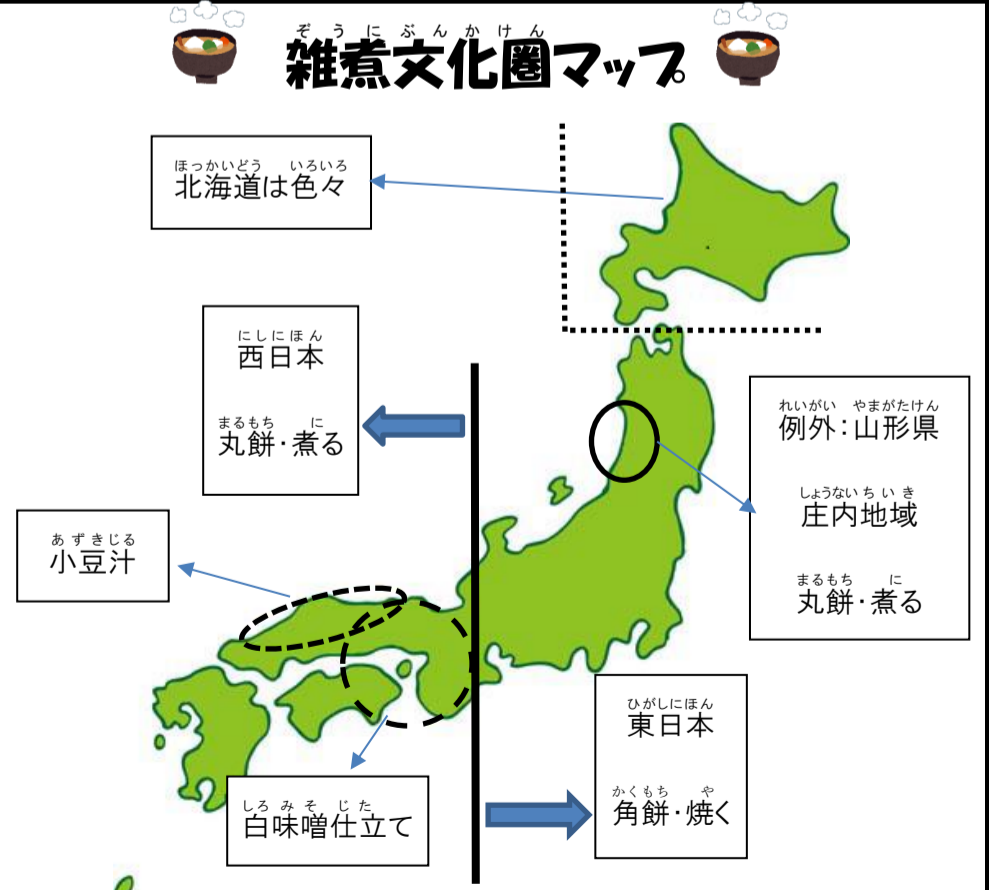 ぞうにぶんかけん
雑煮文化圏マップ
ほっかいどう いろいろ
北海道は色々
にしにほん
西日本
まるもち に
丸餅・煮る
れいがい やまがたけん
例外：山形県
しょうないちいき
庄内地域
まるもち に
丸餅・煮る
あずきじる
小豆汁
ひがしにほん
東日本
かくもち や
角餅・焼く
しろみそじた
白味噌仕立て